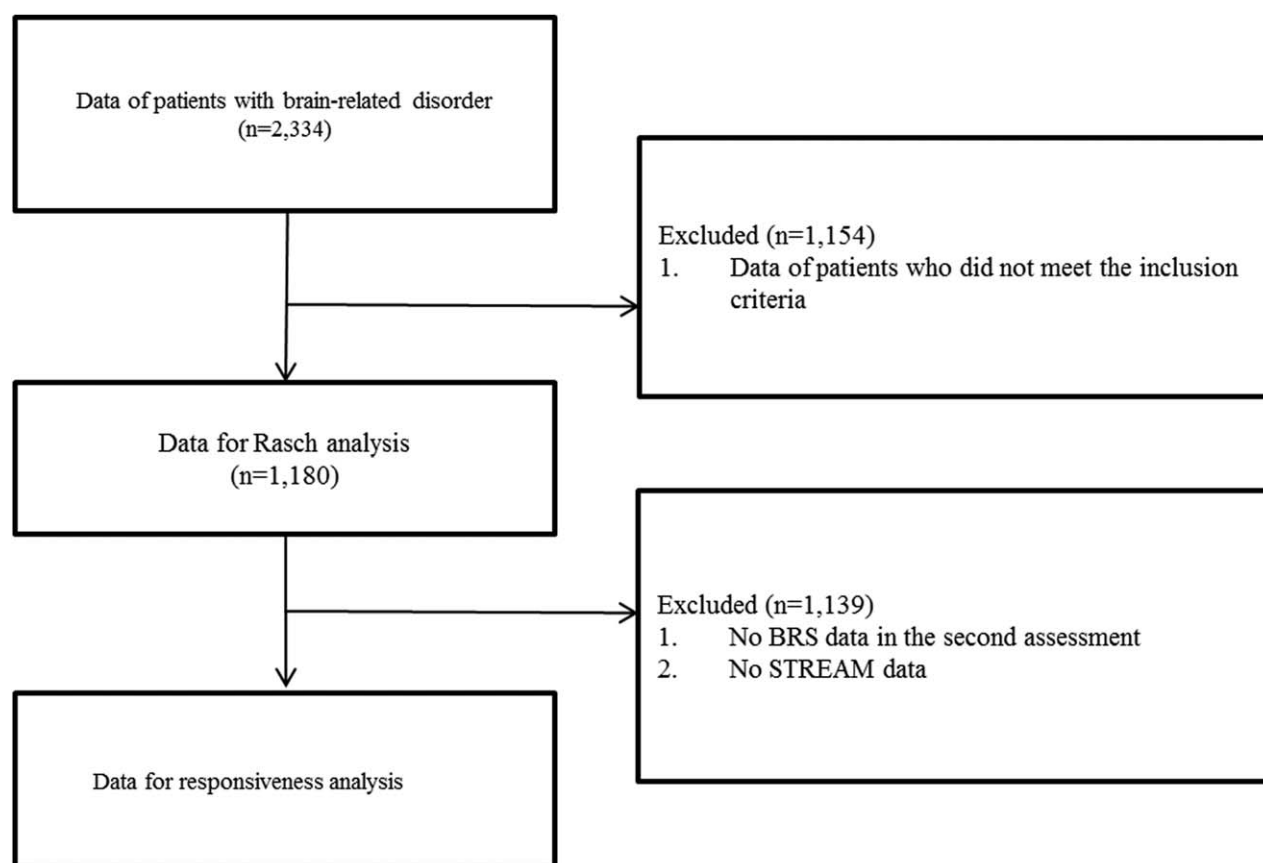 Data of patients with brain-related disorder
(n=2,334)
Excluded (n=1,154)
1. Data of patients who did not meet the inclusion
criteria
Data for Rasch analysis
(n=1,180)
Excluded (n=1,139)
1. No BRS data in the second assessment
2. No STREAM data
Data for responsiveness analysis